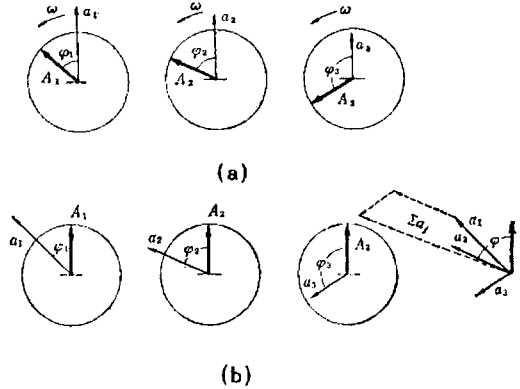 ω a₁ ω a₂ ω
φ₁ φ₂ a₃
A₁ A₂ φ₃ A₃
(a)
a₁ A₁ A₂ Σaⱼ a₁
φ₁ a₂ φ₂ φ₃ A₃ a₂ φ
a₃ a₃
(b)